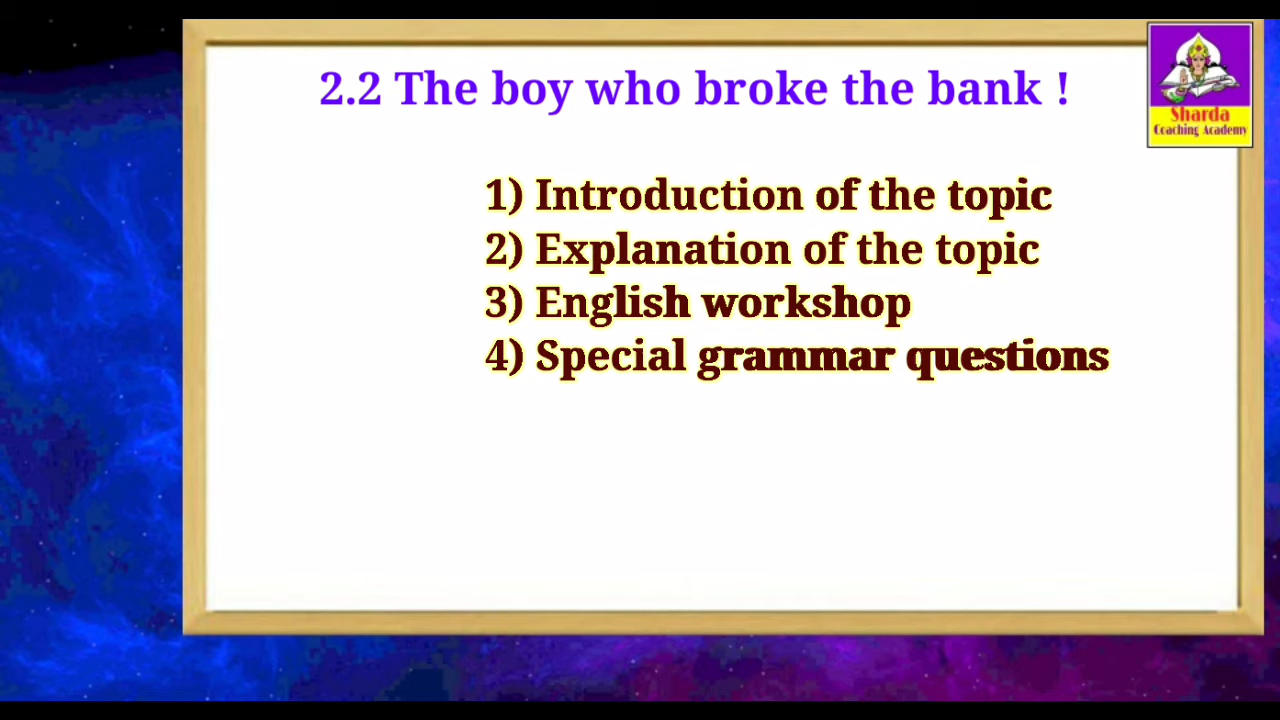 2.2 The boy who broke the bank !
Sharda
Coaching Academy
1) Introduction of the topic
2) Explanation of the topic
3) English workshop
4) Special grammar questions